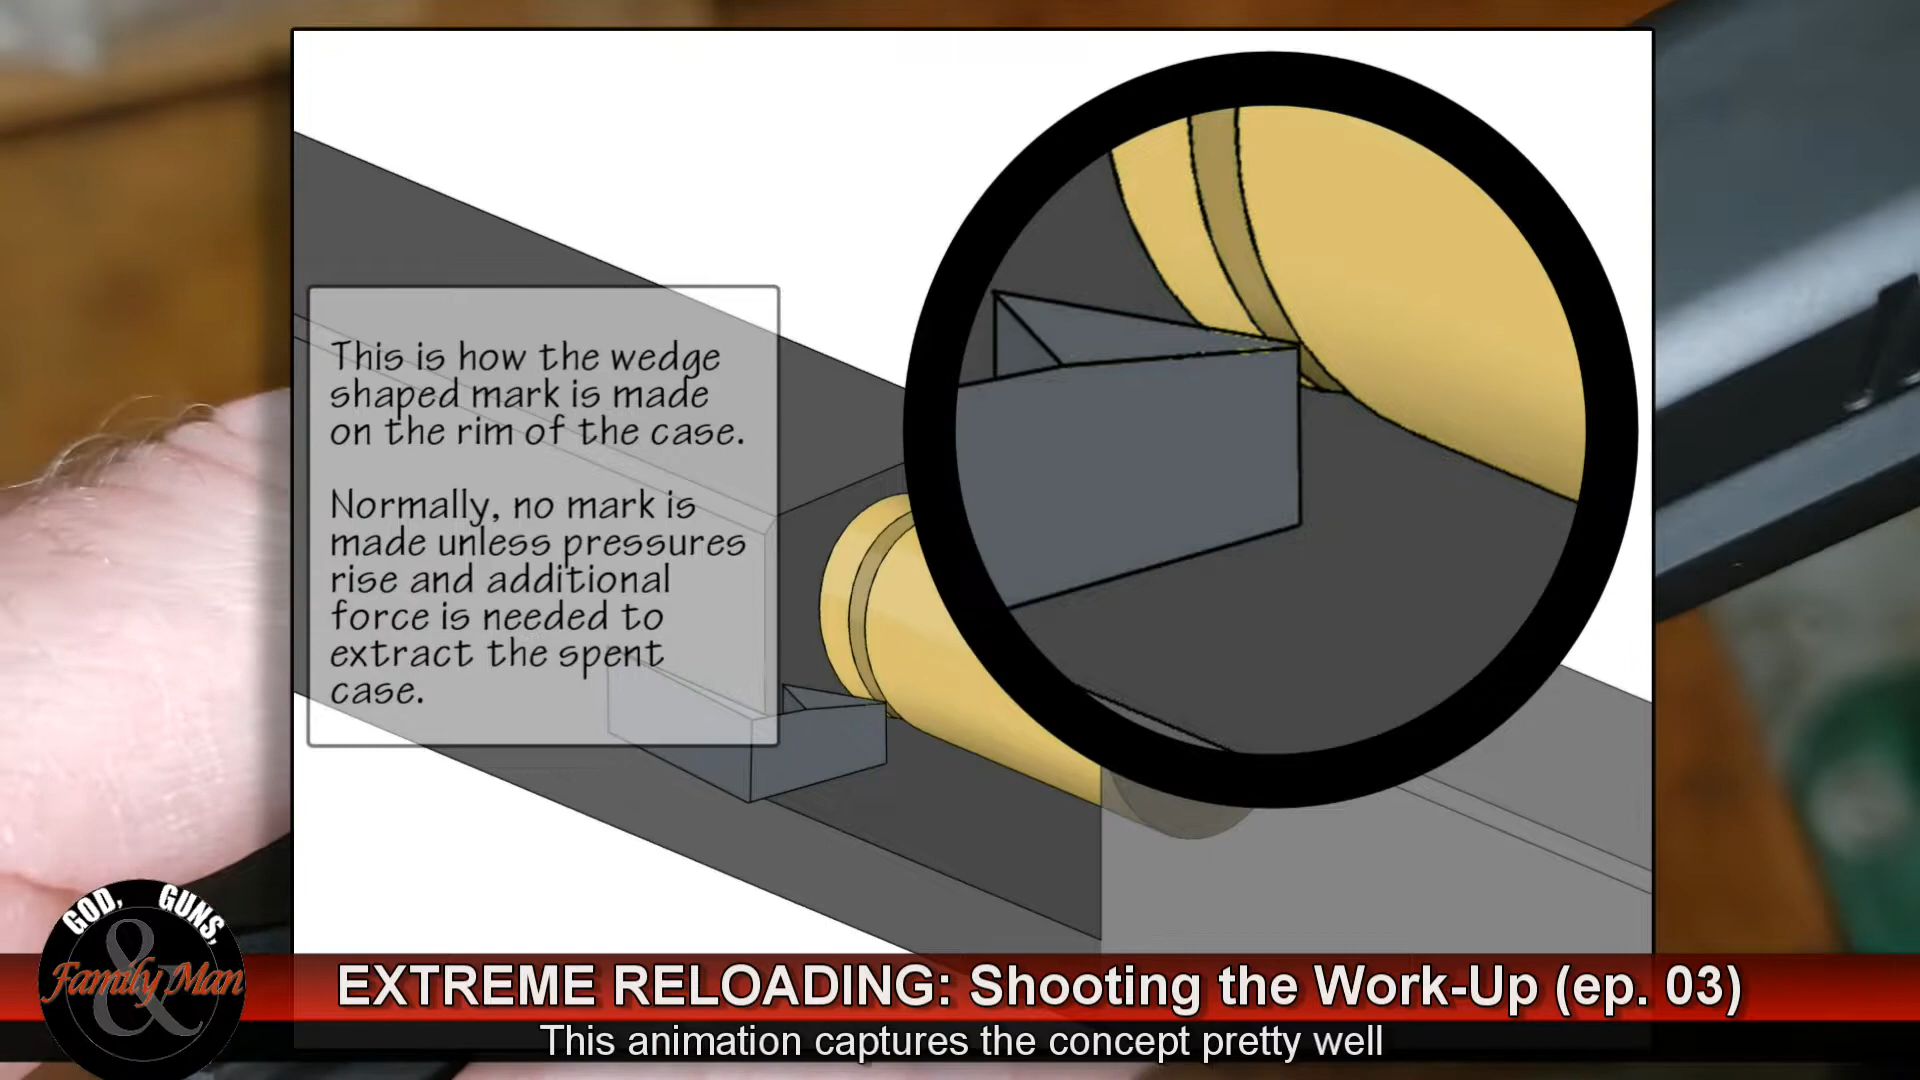 This is how the wedge
shaped mark is made
on the rim of the case.
Normally, no mark is
made unless pressures
rise and additional
force is needed to
extract the spent
case.
GOD, GUNS,
&
Family Man
EXTREME RELOADING: Shooting the Work-Up (ep. 03)
This animation captures the concept pretty well